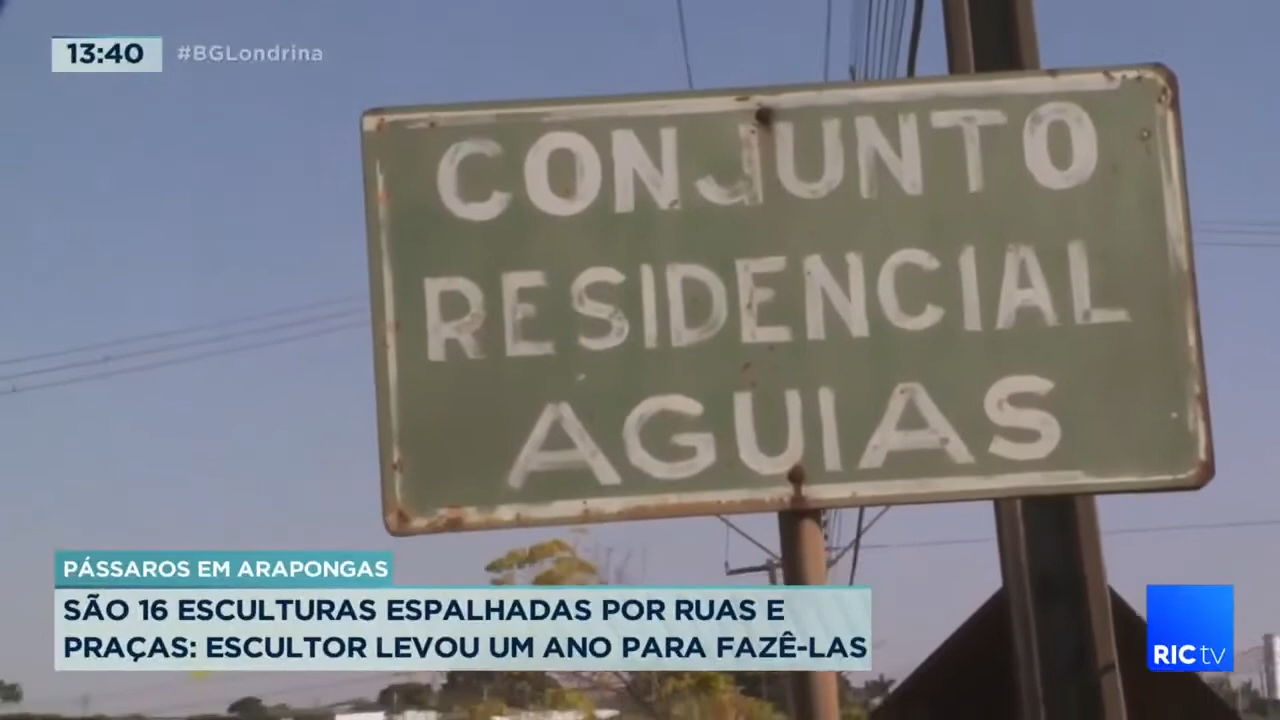 13:40 #BGLondrina
CONJUNTO
RESIDENCIAL
AGUIAS
PÁSSAROS EM ARAPONGAS
SÃO 16 ESCULTURAS ESPALHADAS POR RUAS E
PRAÇAS: ESCULTOR LEVOU UM ANO PARA FAZÊ-LAS
RIC tv